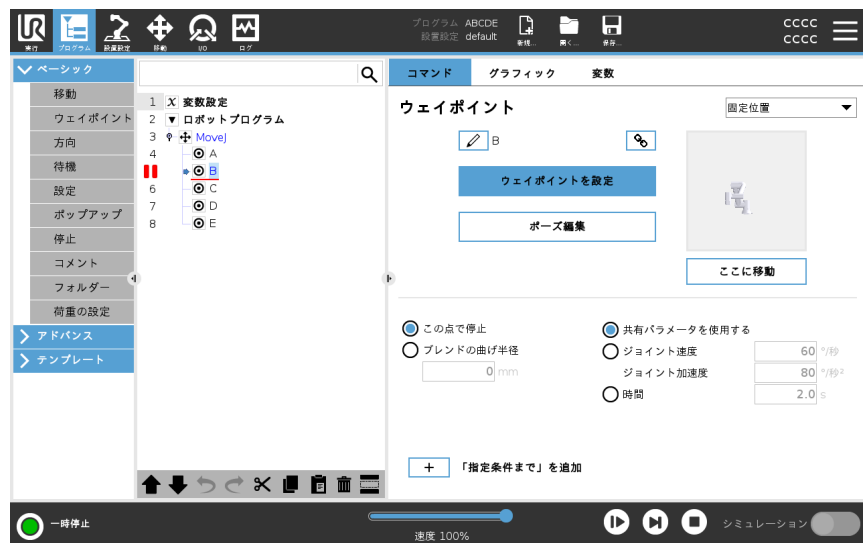 UR
実行
プログラム
設置設定
移動
I/O
ログ
プログラム ABCDE
設置設定 default
新規...
開く...
保存...
cccc
cccc
ベーシック
移動
ウェイポイント
方向
待機
設定
ポップアップ
停止
コメント
フォルダー
荷重の設定
アドバンス
テンプレート
1 X 変数設定
2 ▼ ロボットプログラム
3 MoveJ
4 A
B
6 C
7 D
8 E
コマンド グラフィック 変数
ウェイポイント
固定位置
B
ウェイポイントを設定
ポーズ編集
ここに移動
この点で停止
ブレンドの曲げ半径
0 mm
共有パラメータを使用する
ジョイント速度 60 °/秒
ジョイント加速度 80 °/秒²
時間 2.0 s
+ 「指定条件まで」を追加
一時停止
速度 100%
シミュレーション